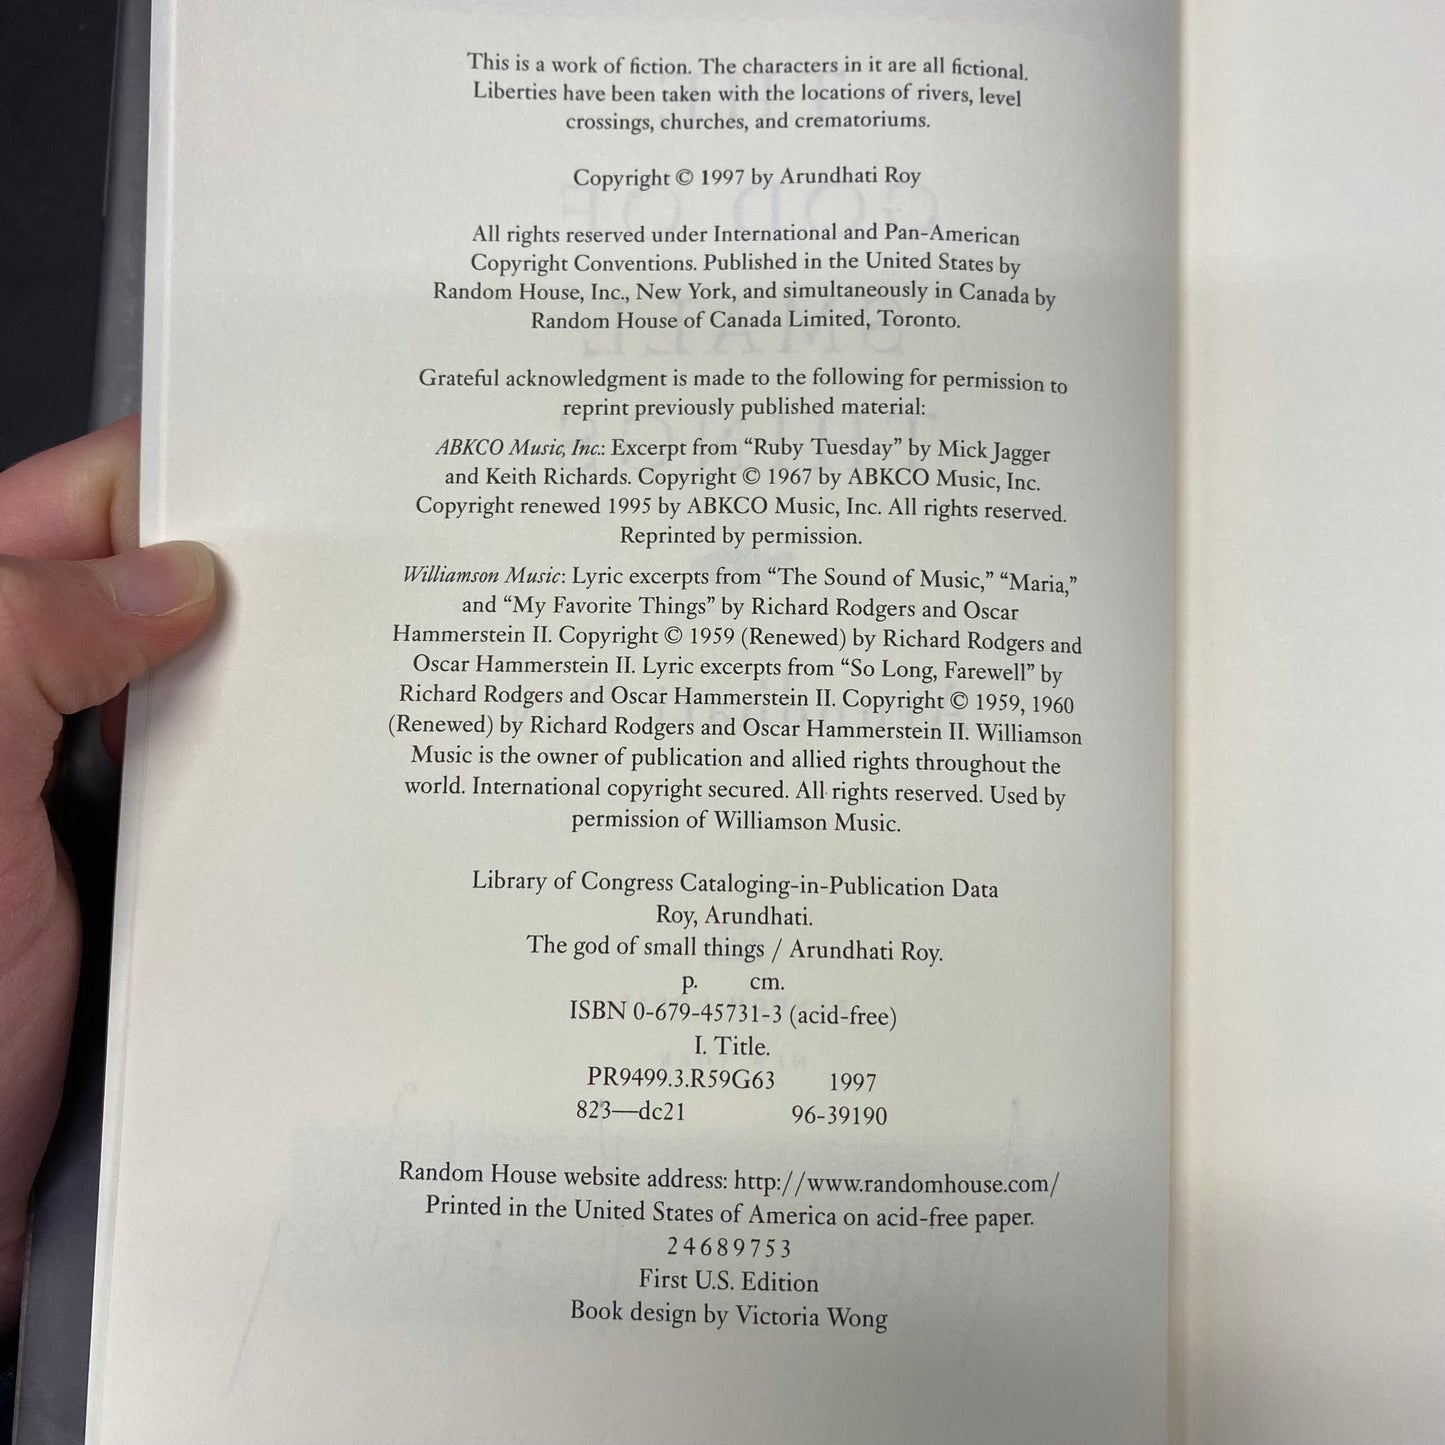 This is a work of fiction. The characters in it are all fictional.
Liberties have been taken with the locations of rivers, level
crossings, churches, and crematoriums.
Copyright © 1997 by Arundhati Roy
All rights reserved under International and Pan-American
Copyright Conventions. Published in the United States by
Random House, Inc., New York, and simultaneously in Canada by
Random House of Canada Limited, Toronto.
Grateful acknowledgment is made to the following for permission to
reprint previously published material:
ABKCO Music, Inc.: Excerpt from “Ruby Tuesday” by Mick Jagger
and Keith Richards. Copyright © 1967 by ABKCO Music, Inc.
Copyright renewed 1995 by ABKCO Music, Inc. All rights reserved.
Reprinted by permission.
Williamson Music: Lyric excerpts from “The Sound of Music,” “Maria,”
and “My Favorite Things” by Richard Rodgers and Oscar
Hammerstein II. Copyright © 1959 (Renewed) by Richard Rodgers and
Oscar Hammerstein II. Lyric excerpts from “So Long, Farewell” by
Richard Rodgers and Oscar Hammerstein II. Copyright © 1959, 1960
(Renewed) by Richard Rodgers and Oscar Hammerstein II. Williamson
Music is the owner of publication and allied rights throughout the
world. International copyright secured. All rights reserved. Used by
permission of Williamson Music.
Library of Congress Cataloging-in-Publication Data
Roy, Arundhati.
The god of small things / Arundhati Roy.
p. cm.
ISBN 0-679-45731-3 (acid-free)
I. Title.
PR9499.3.R59G63 1997
823—dc21 96-39190
Random House website address: http://www.randomhouse.com/
Printed in the United States of America on acid-free paper.
2 4 6 8 9 7 5 3
First U.S. Edition
Book design by Victoria Wong